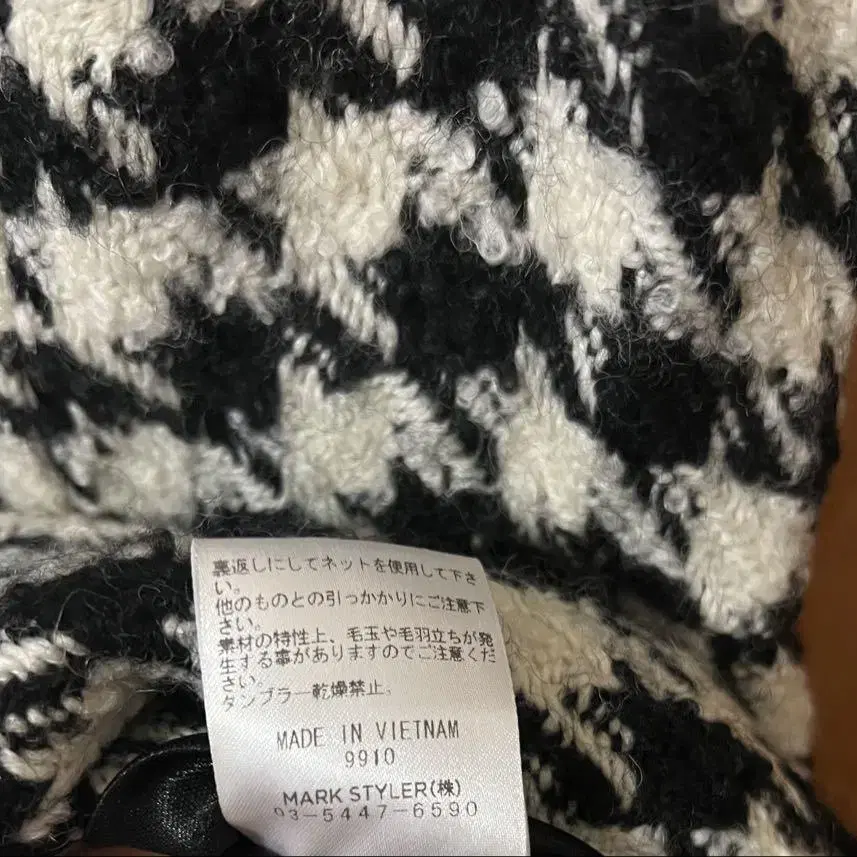 裏返しにしてネットを使用して下さ
い。
他のものとの引っかかりにご注意下
さい。
素材の特性上、毛玉や毛羽立ちが発
生する事がありますのでご注意くだ
さい。
タンブラー乾燥禁止。
MADE IN VIETNAM
9910
MARK STYLER(株)
03-5447-6590